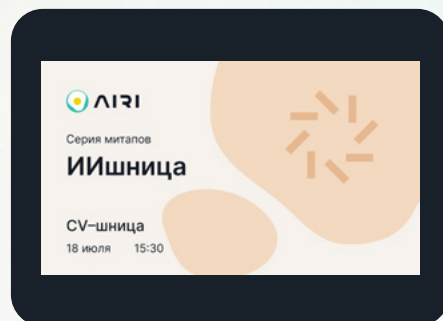 AIRI
Серия митапов
ИИшница
CV–шница
18 июля 15:30